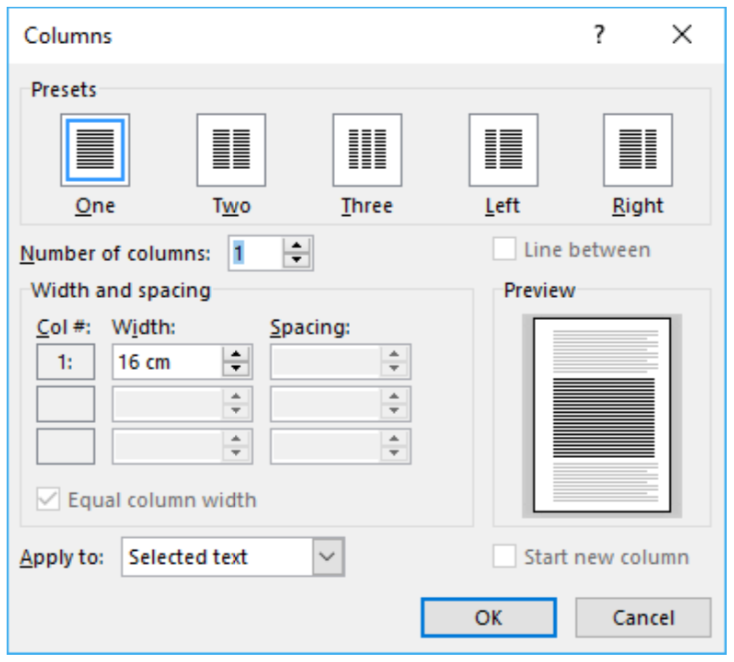 Columns ?
Presets
One Two Three Left Right
Number of columns: 1 Line between
Width and spacing Preview
Col #: Width: Spacing:
1: 16 cm
Equal column width
Apply to: Selected text Start new column
OK Cancel